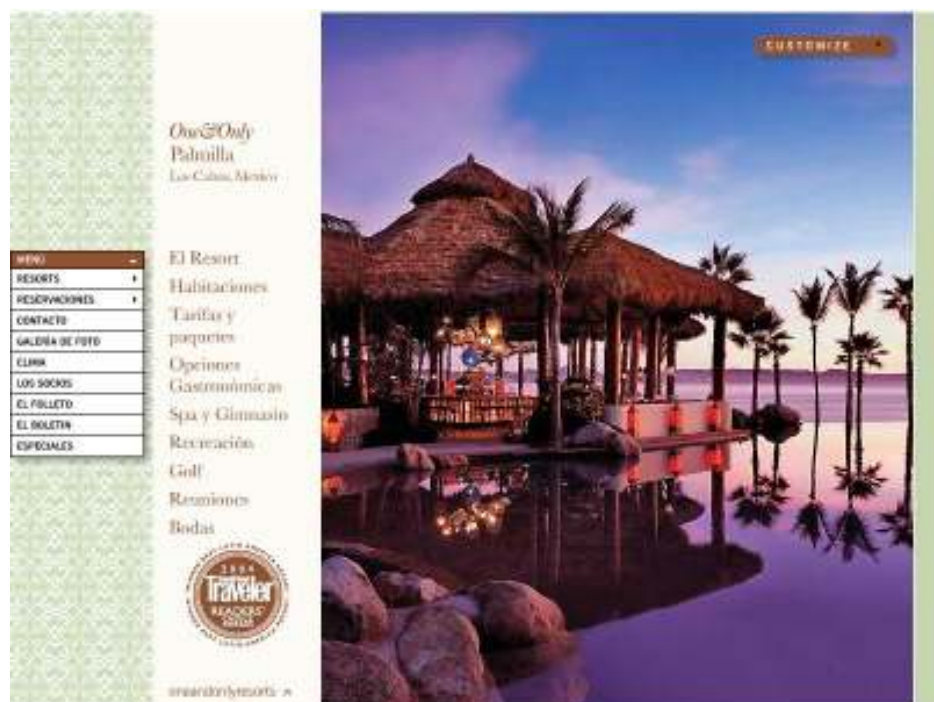 CUSTOMIZE
One&Only
Palmilla
Los Cabos, Mexico
MENU
RESORTS
RESERVACIONES
CONTACTO
GALERÍA DE FOTO
CLIMA
LOS SOCIOS
EL FOLLETO
EL BOLETIN
ESPECIALES
El Resort
Habitaciones
Tarifas y
paquetes
Opciones
Gastronómicas
Spa y Gimnasio
Recreación
Golf
Reuniones
Bodas
Traveler
READERS'
oneandonlyresorts